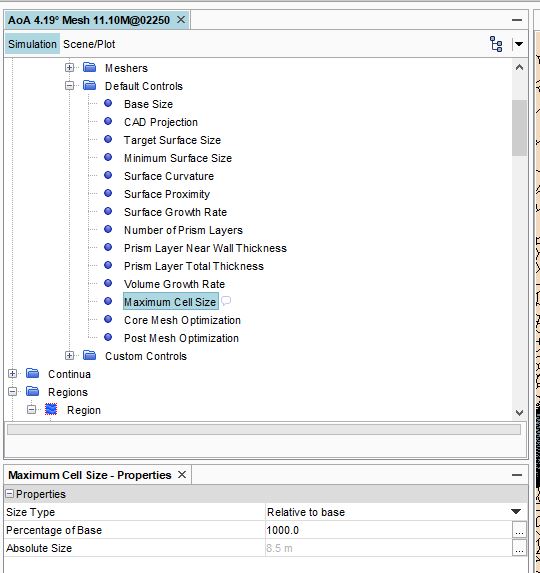 AoA 4.19° Mesh 11.10M@02250
Simulation Scene/Plot
Meshers
Default Controls
Base Size
CAD Projection
Target Surface Size
Minimum Surface Size
Surface Curvature
Surface Proximity
Surface Growth Rate
Number of Prism Layers
Prism Layer Near Wall Thickness
Prism Layer Total Thickness
Volume Growth Rate
Maximum Cell Size
Core Mesh Optimization
Post Mesh Optimization
Custom Controls
Continua
Regions
Region
Maximum Cell Size - Properties
Properties
Size Type Relative to base
Percentage of Base 1000.0 ...
Absolute Size 8.5 m ...